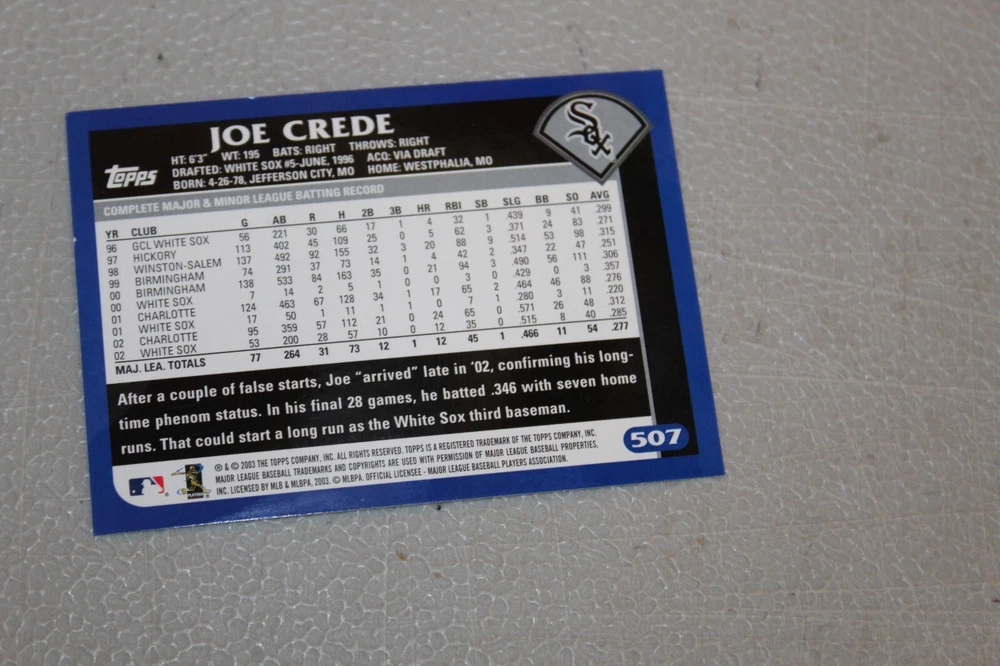 JOE CREDE
HT: 6'3" WT: 195 BATS: RIGHT THROWS: RIGHT
DRAFTED: WHITE SOX #5-JUNE, 1996 ACQ: VIA DRAFT
BORN: 4-26-78, JEFFERSON CITY, MO HOME: WESTPHALIA, MO
Topps
Sox
COMPLETE MAJOR & MINOR LEAGUE BATTING RECORD
YR CLUB G AB R H 2B 3B HR RBI SB SLG BB SO AVG
96 GCL WHITE SOX 56 221 30 66 17 1 4 32 1 .439 9 41 .299
97 HICKORY 113 402 45 109 25 0 5 62 3 .371 24 83 .271
98 WINSTON-SALEM 137 492 92 155 32 3 20 88 9 .514 53 98 .315
99 BIRMINGHAM 74 291 37 73 14 1 4 42 2 .347 22 47 .251
00 BIRMINGHAM 138 533 84 163 35 0 21 94 3 .490 56 111 .306
00 WHITE SOX 7 14 2 5 1 0 0 3 0 .429 0 3 .357
01 CHARLOTTE 124 463 67 128 34 1 17 65 2 .464 46 88 .276
01 WHITE SOX 17 50 1 11 1 1 0 7 1 .280 3 11 .220
02 CHARLOTTE 95 359 57 112 21 0 24 65 0 .571 26 48 .312
02 WHITE SOX 53 200 28 57 10 0 12 35 0 .515 8 40 .285
MAJ. LEA. TOTALS 77 264 31 73 12 1 12 45 1 .466 11 54 .277
After a couple of false starts, Joe "arrived" late in '02, confirming his long-
time phenom status. In his final 28 games, he batted .346 with seven home
runs. That could start a long run as the White Sox third baseman.
507
® & © 2003 THE TOPPS COMPANY, INC. ALL RIGHTS RESERVED. TOPPS IS A REGISTERED TRADEMARK OF THE TOPPS COMPANY, INC.
MAJOR LEAGUE BASEBALL TRADEMARKS AND COPYRIGHTS ARE USED WITH PERMISSION OF MAJOR LEAGUE BASEBALL PROPERTIES,
INC. LICENSED BY MLB & MLBPA, 2003. © MLBPA. OFFICIAL LICENSEE - MAJOR LEAGUE BASEBALL PLAYERS ASSOCIATION.